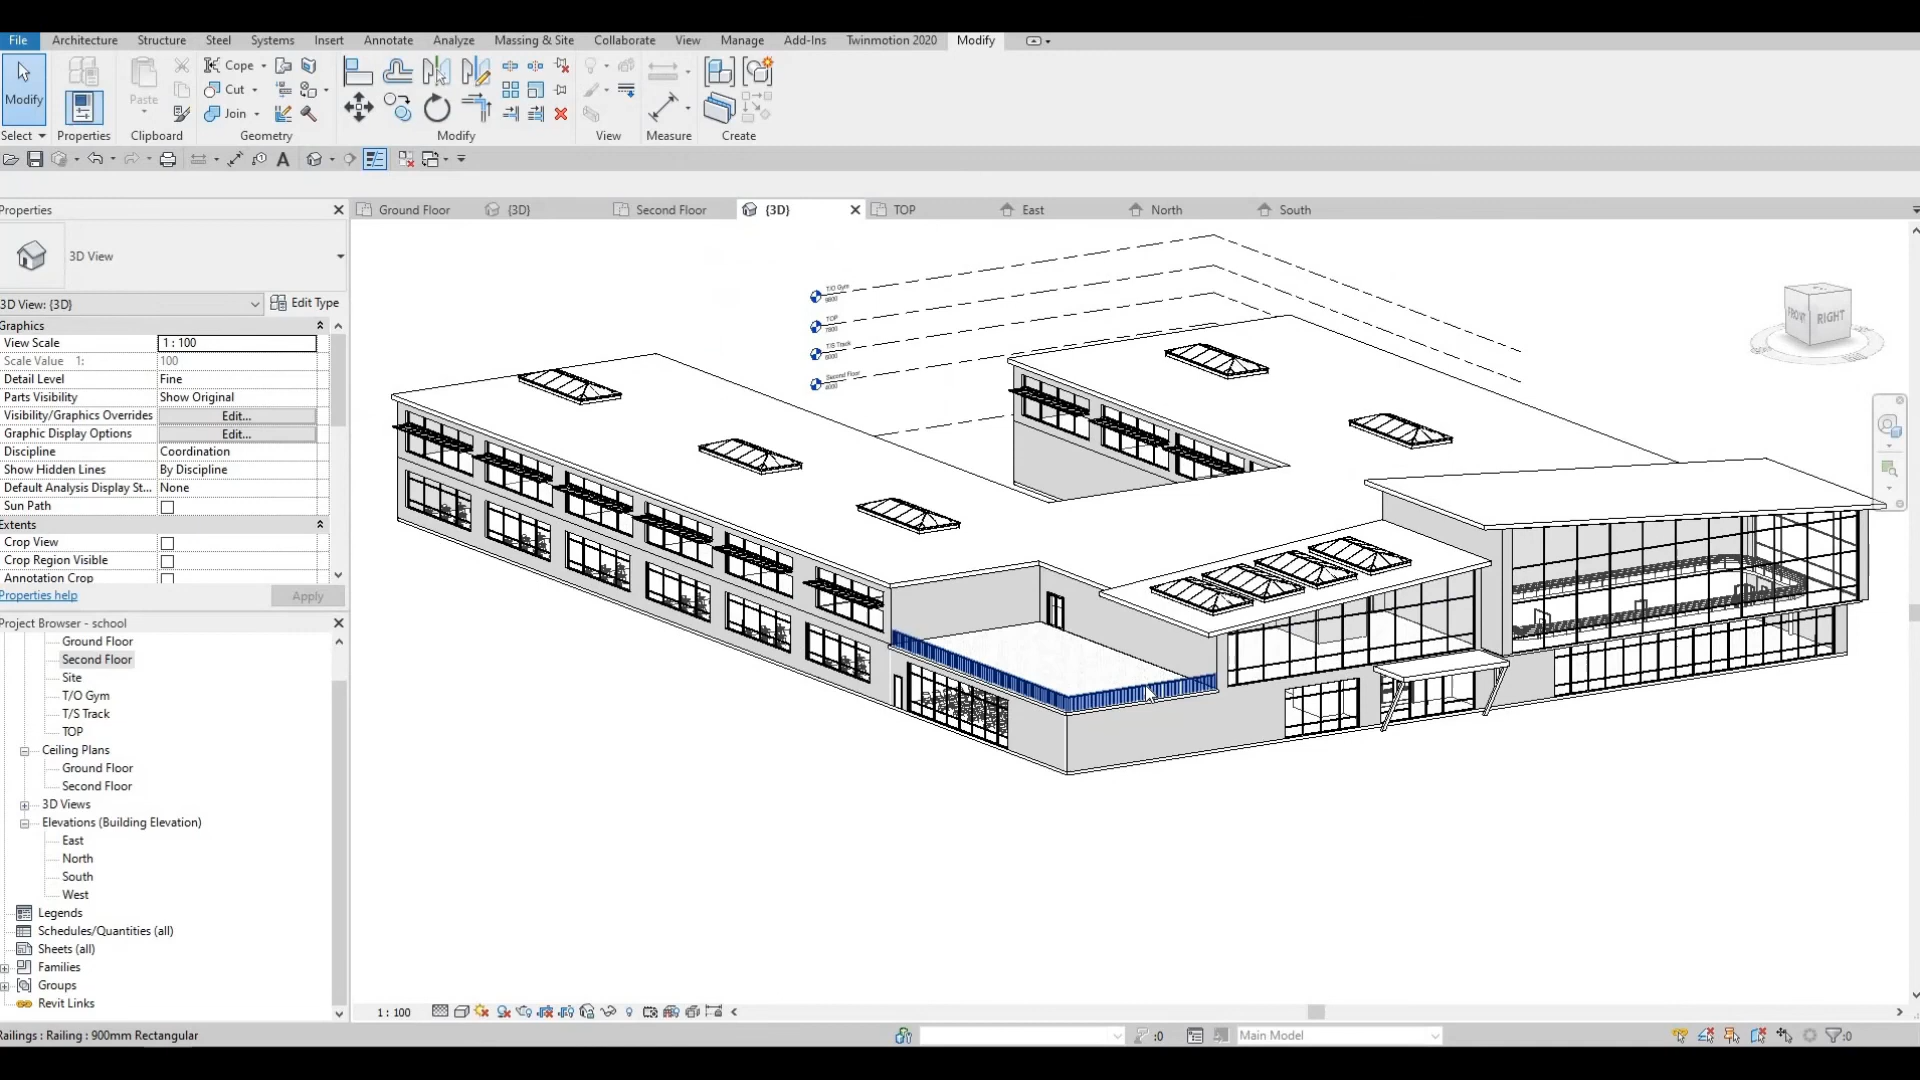 File Architecture Structure Steel Systems Insert Annotate Analyze Massing & Site Collaborate View Manage Add-Ins Twinmotion 2020 Modify
Modify
Paste
Cope
Cut
Join
Select Properties Clipboard Geometry Modify View Measure Create
A
Properties
Ground Floor {3D} Second Floor {3D} TOP East North South
3D View
3D View: {3D} Edit Type
Graphics
View Scale 1 : 100
Scale Value 1: 100
Detail Level Fine
Parts Visibility Show Original
Visibility/Graphics Overrides Edit...
Graphic Display Options Edit...
Discipline Coordination
Show Hidden Lines By Discipline
Default Analysis Display St... None
Sun Path
Extents
Crop View
Crop Region Visible
Annotation Crop
Properties help Apply
Project Browser - school
Ground Floor
Second Floor
Site
T/O Gym
T/S Track
TOP
Ceiling Plans
Ground Floor
Second Floor
3D Views
Elevations (Building Elevation)
East
North
South
West
Legends
Schedules/Quantities (all)
Sheets (all)
Families
Groups
Revit Links
T/O Gym
TOP
T/S Track
Second Floor
FRONT RIGHT
1 : 100
Railings : Railing : 900mm Rectangular
:0
Main Model
:0